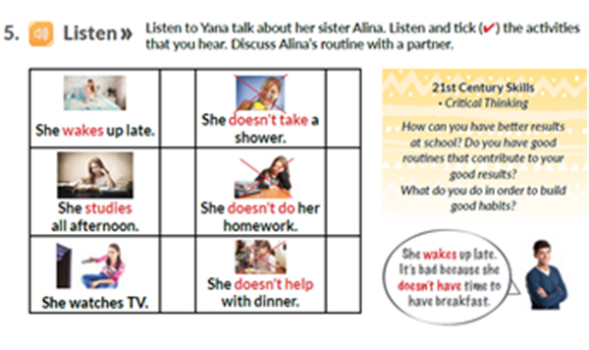 5. Listen» Listen to Yana talk about her sister Alina. Listen and tick (✔) the activities
that you hear. Discuss Alina's routine with a partner.
She wakes up late.
She doesn't take a
shower.
She studies
all afternoon.
She doesn't do her
homework.
She watches TV.
She doesn't help
with dinner.
21st Century Skills
• Critical Thinking
How can you have better results
at school? Do you have good
routines that contribute to your
good results?
What do you do in order to build
good habits?
She wakes up late.
It's bad because she
doesn't have time to
have breakfast.